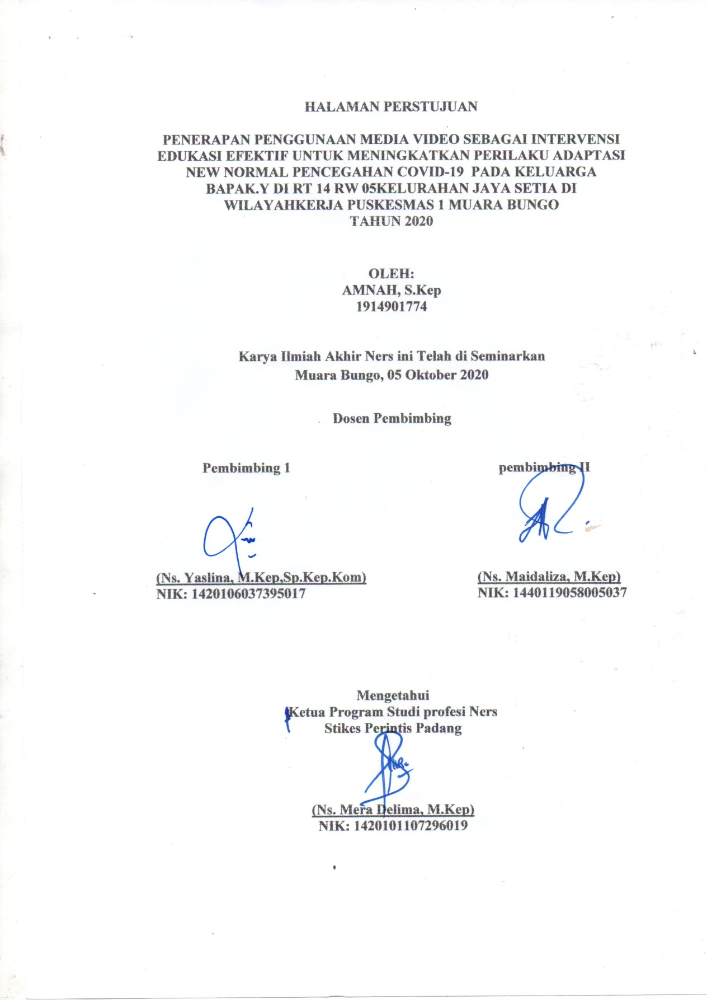 HALAMAN PERSTUJUAN
PENERAPAN PENGGUNAAN MEDIA VIDEO SEBAGAI INTERVENSI
EDUKASI EFEKTIF UNTUK MENINGKATKAN PERILAKU ADAPTASI
NEW NORMAL PENCEGAHAN COVID-19 PADA KELUARGA
BAPAK.Y DI RT 14 RW 05KELURAHAN JAYA SETIA DI
WILAYAHKERJA PUSKESMAS 1 MUARA BUNGO
TAHUN 2020
OLEH:
AMNAH, S.Kep
1914901774
Karya Ilmiah Akhir Ners ini Telah di Seminarkan
Muara Bungo, 05 Oktober 2020
Dosen Pembimbing
Pembimbing 1
pembimbing II
(Ns. Yaslina, M.Kep,Sp.Kep.Kom)
NIK: 1420106037395017
(Ns. Maidaliza, M.Kep)
NIK: 1440119058005037
Mengetahui
Ketua Program Studi profesi Ners
Stikes Perintis Padang
(Ns. Mera Delima, M.Kep)
NIK: 1420101107296019